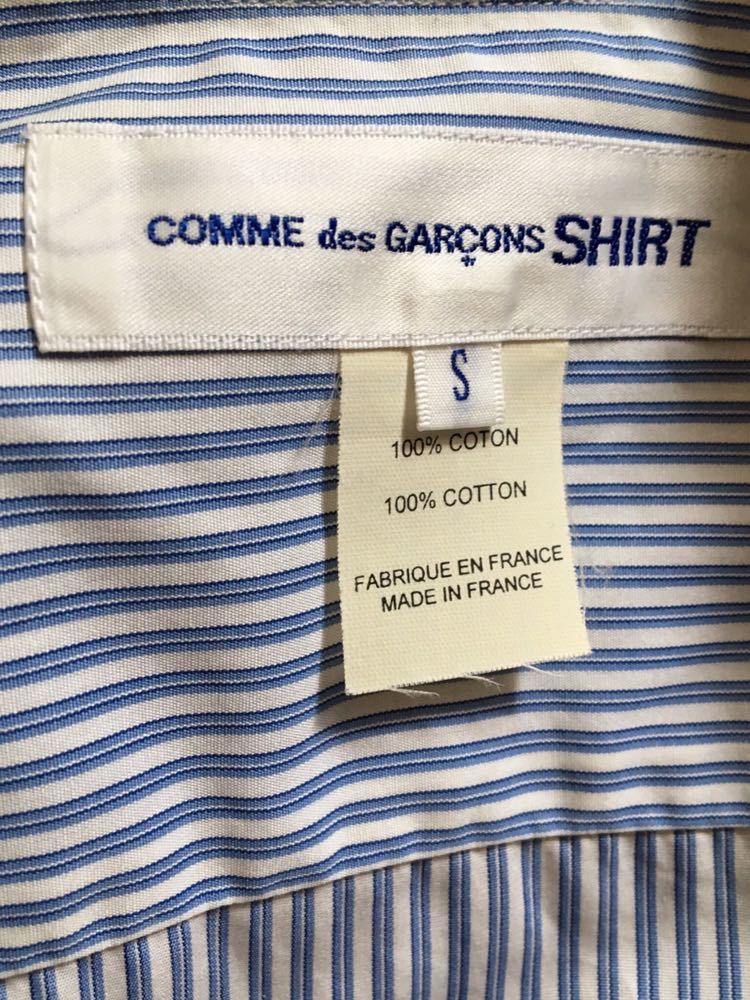 COMME des GARÇONS SHIRT
S
100% COTON
100% COTTON
FABRIQUE EN FRANCE
MADE IN FRANCE